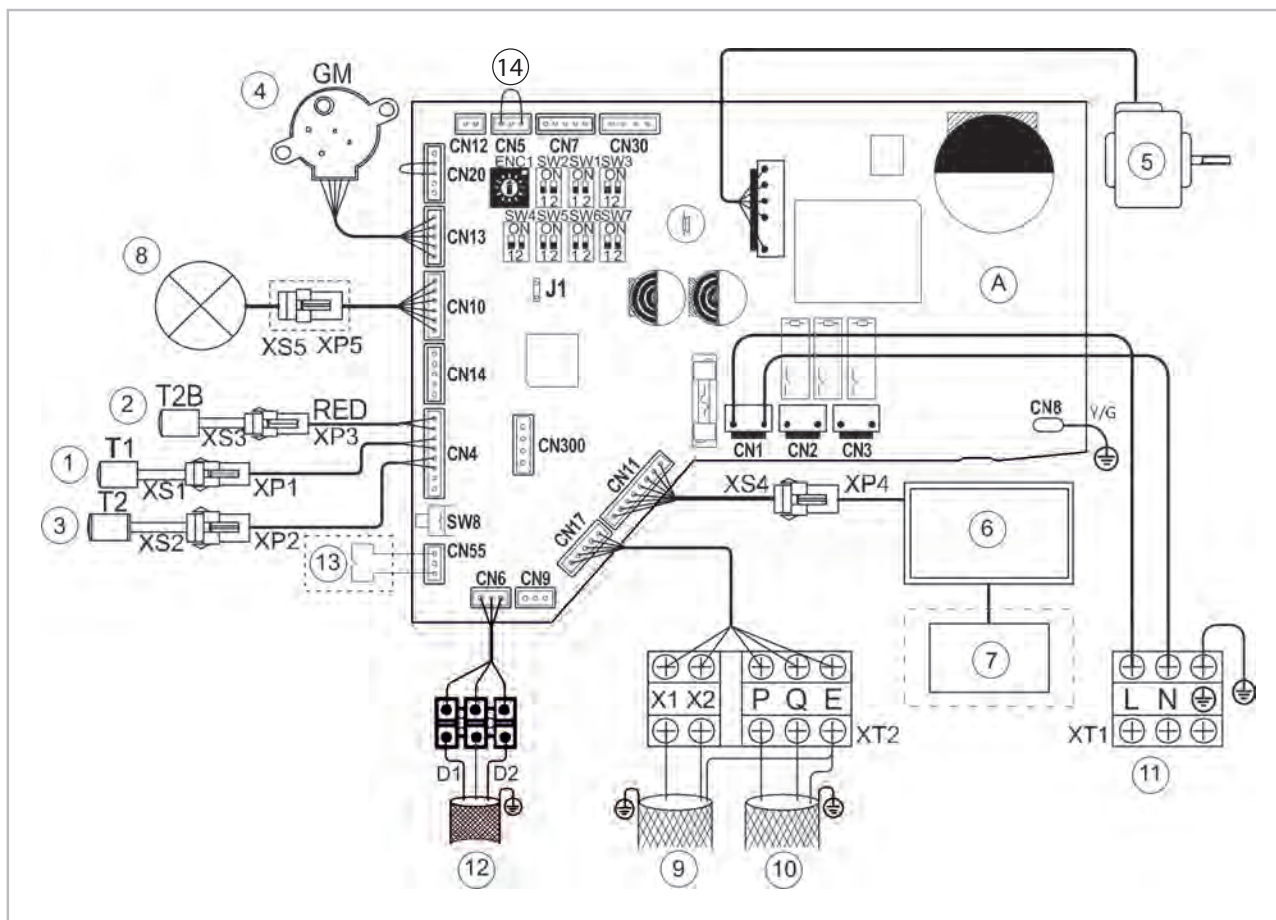 14
4
GM
CN12 CN5 CN7 CN30
ENC1 SW2 SW1 SW3
ON ON ON
12 12 12
CN20
5
SW4 SW5 SW6 SW7
ON ON ON ON
12 12 12 12
CN13
8
A
J1
CN10
XS5 XP5
CN14
T2B RED
2
XS3 XP3
CN8 Y/G
CN4
CN300
CN1 CN2 CN3
1
T1
XS1 XP1
CN11
XS4 XP4
T2
3
XS2 XP2
SW8
6
CN17
13
CN55
CN6 CN9
7
X1 X2 P Q E
L N
XT2
XT1
D1 D2
11
12
9
10